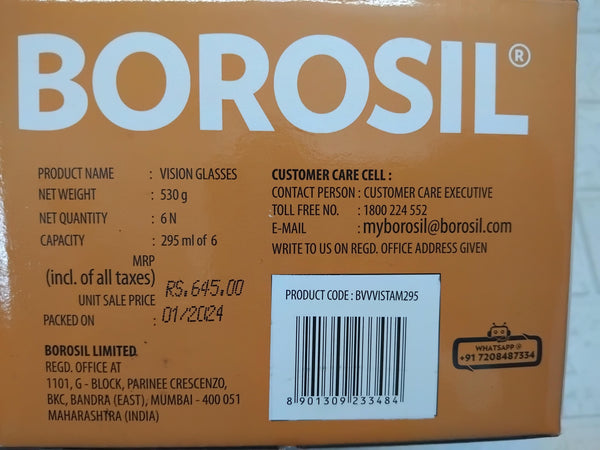 BOROSIL®
PRODUCT NAME : VISION GLASSES
NET WEIGHT : 530 g
NET QUANTITY : 6 N
CAPACITY : 295 ml of 6
MRP
(incl. of all taxes) RS.645.00
UNIT SALE PRICE
PACKED ON : 01/2024
BOROSIL LIMITED.
REGD. OFFICE AT
1101, G - BLOCK, PARINEE CRESCENZO,
BKC, BANDRA (EAST), MUMBAI - 400 051
MAHARASHTRA (INDIA)
CUSTOMER CARE CELL :
CONTACT PERSON : CUSTOMER CARE EXECUTIVE
TOLL FREE NO. : 1800 224 552
E-MAIL : myborosil@borosil.com
WRITE TO US ON REGD. OFFICE ADDRESS GIVEN
PRODUCT CODE : BVVVISTAM295
8 901309 233484
WHATSAPP @
+91 7208487334